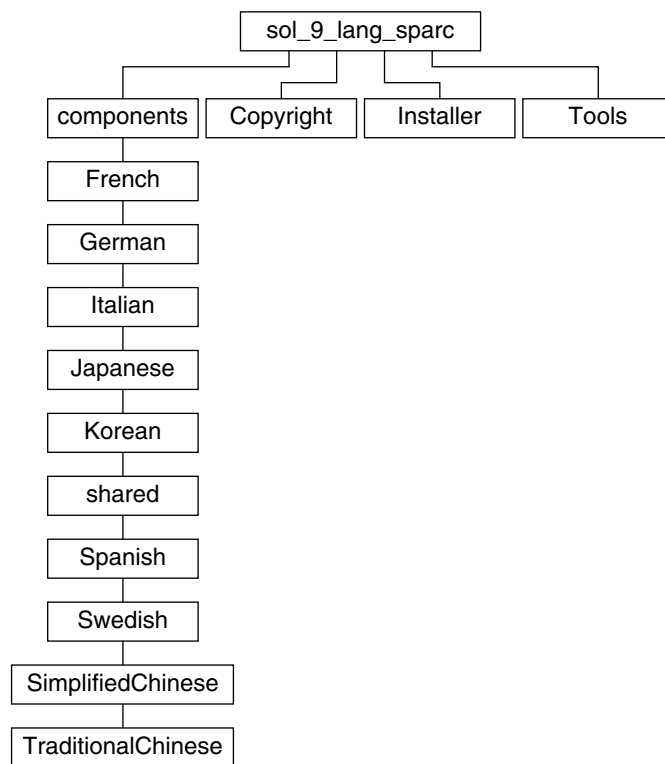 sol_9_lang_sparc
components
Copyright
Installer
Tools
French
German
Italian
Japanese
Korean
shared
Spanish
Swedish
SimplifiedChinese
TraditionalChinese